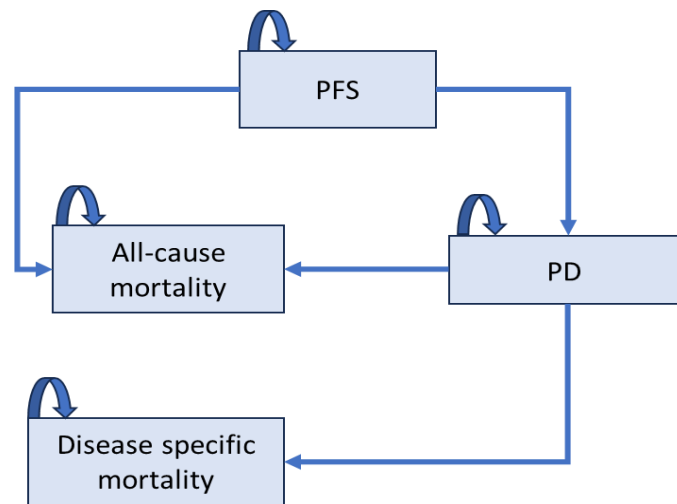 PFS
All-cause
mortality
PD
Disease specific
mortality